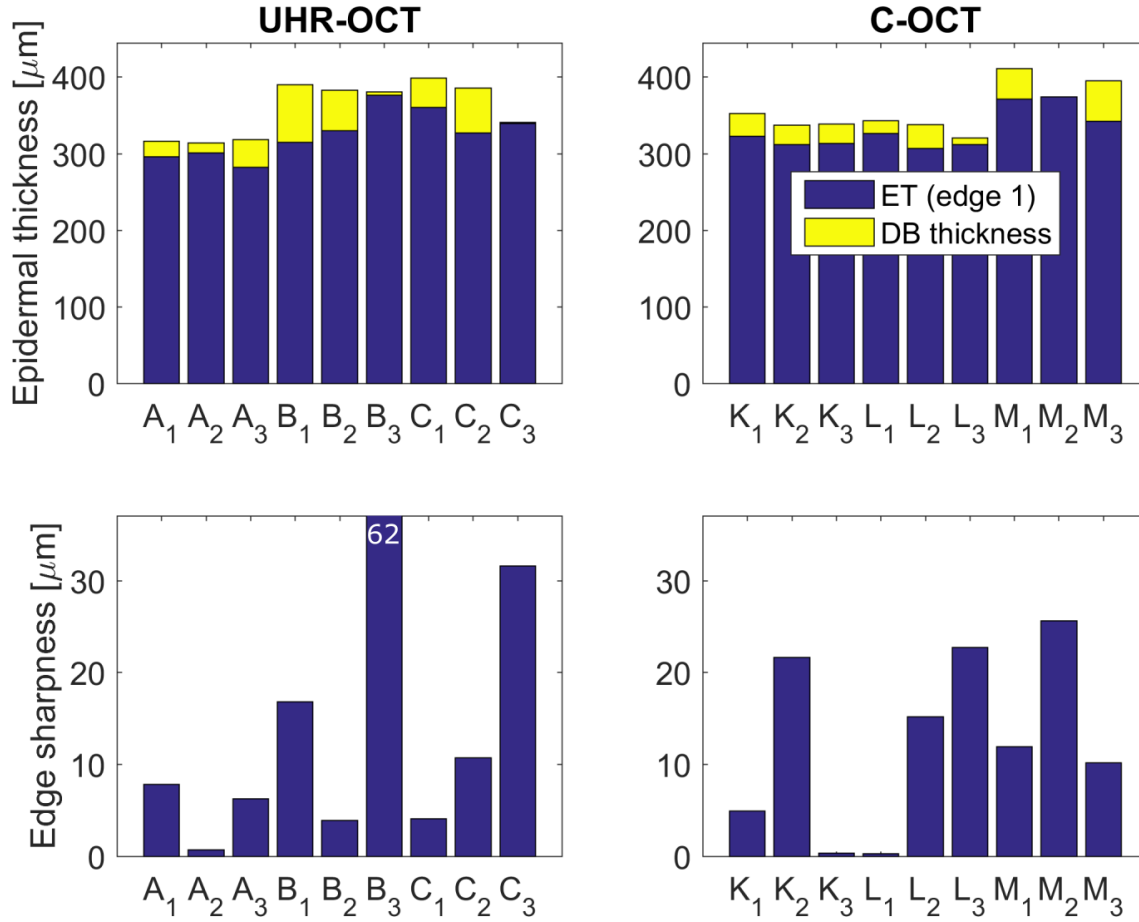 UHR-OCT
C-OCT
Epidermal thickness [μm]
400
300
200
100
0
A₁ A₂ A₃ B₁ B₂ B₃ C₁ C₂ C₃
400
300
200
100
0
ET (edge 1)
DB thickness
K₁ K₂ K₃ L₁ L₂ L₃ M₁ M₂ M₃
Edge sharpness [μm]
30
20
10
0
62
A₁ A₂ A₃ B₁ B₂ B₃ C₁ C₂ C₃
30
20
10
0
K₁ K₂ K₃ L₁ L₂ L₃ M₁ M₂ M₃